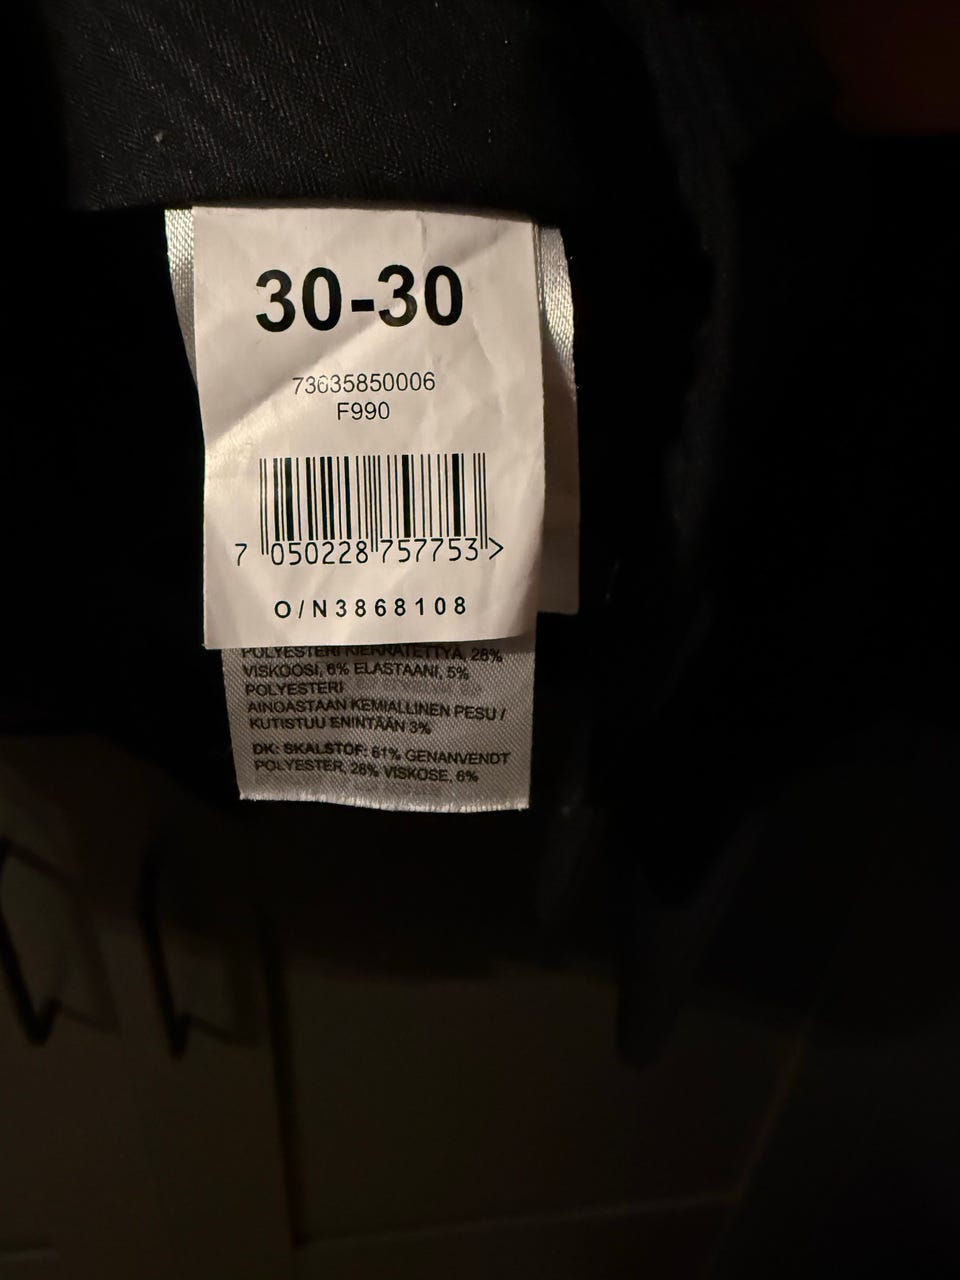 30-30
73635850006
F990
7 050228 757753 >
O/N3868108
POLYESTERI KIERRÄTETTYÄ, 28%
VISKOOSI, 6% ELASTAANI, 5%
POLYESTERI
AINOASTAAN KEMIALLINEN PESU /
KUTISTUU ENINTÄÄN 3%
DK: SKALSTOF: 61% GENANVENDT
POLYESTER, 28% VISKOSE, 6%